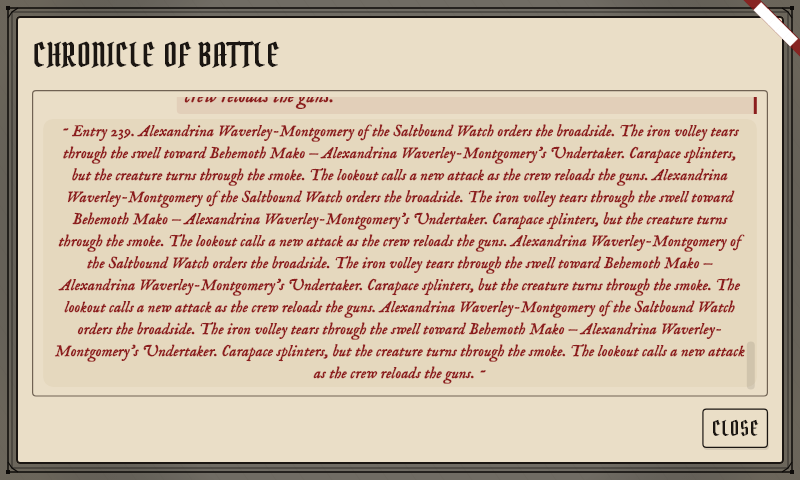 CHRONICLE OF BATTLE
crew reloads the guns.
~ Entry 239. Alexandrina Waverley-Montgomery of the Saltbound Watch orders the broadside. The iron volley tears
through the swell toward Behemoth Mako — Alexandrina Waverley-Montgomery's Undertaker. Carapace splinters,
but the creature turns through the smoke. The lookout calls a new attack as the crew reloads the guns. Alexandrina
Waverley-Montgomery of the Saltbound Watch orders the broadside. The iron volley tears through the swell toward
Behemoth Mako — Alexandrina Waverley-Montgomery's Undertaker. Carapace splinters, but the creature turns
through the smoke. The lookout calls a new attack as the crew reloads the guns. Alexandrina Waverley-Montgomery of
the Saltbound Watch orders the broadside. The iron volley tears through the swell toward Behemoth Mako —
Alexandrina Waverley-Montgomery's Undertaker. Carapace splinters, but the creature turns through the smoke. The
lookout calls a new attack as the crew reloads the guns. Alexandrina Waverley-Montgomery of the Saltbound Watch
orders the broadside. The iron volley tears through the swell toward Behemoth Mako — Alexandrina Waverley-
Montgomery's Undertaker. Carapace splinters, but the creature turns through the smoke. The lookout calls a new attack
as the crew reloads the guns. ~
CLOSE